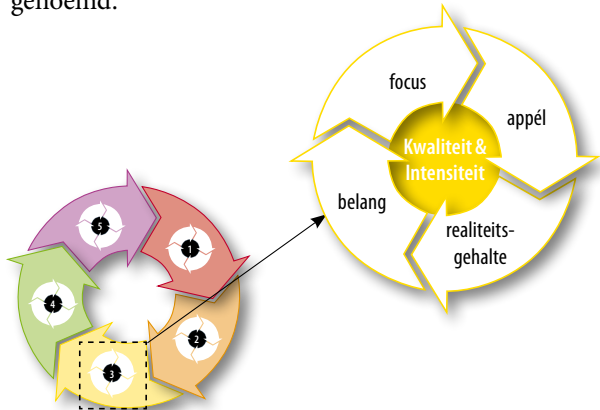 genoemd.
focus
appél
Kwaliteit &
Intensiteit
belang
realiteits-
gehalte
5
1
4
2
3